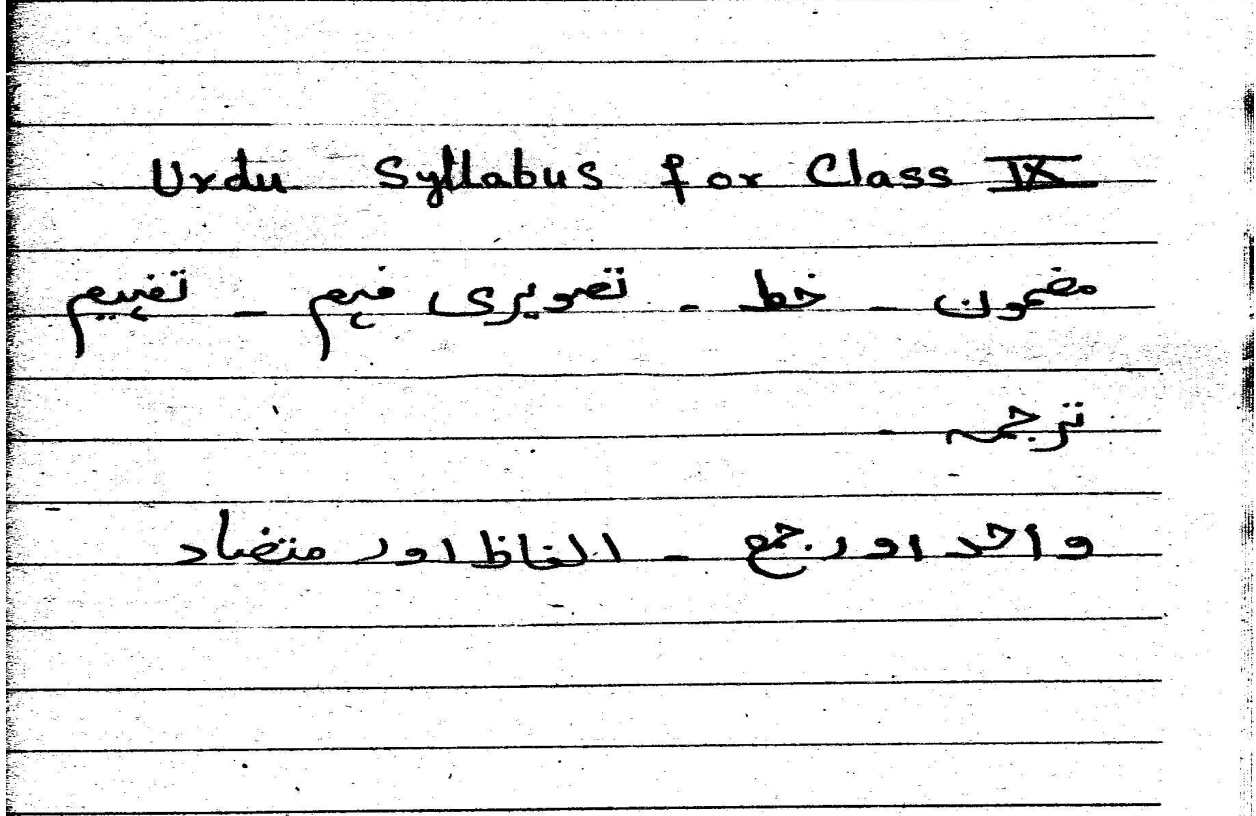 Urdu Syllabus for Class IX
مضمون - خط - تصویری فہم - تفہیم
ترجمہ -
واحد اور جمع - الفاظ اور متضاد